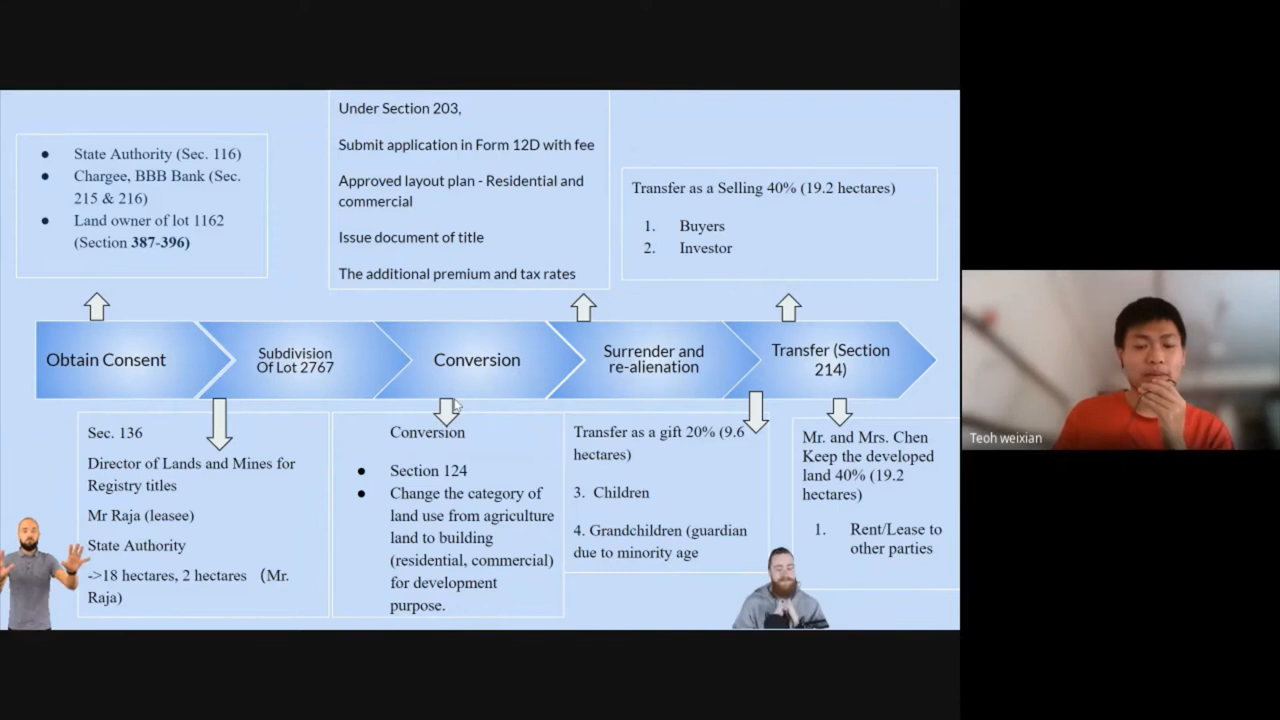 State Authority (Sec. 116)
Chargee, BBB Bank (Sec.
215 & 216)
Land owner of lot 1162
(Section 387-396)
Under Section 203,
Submit application in Form 12D with fee
Approved layout plan - Residential and
commercial
Issue document of title
The additional premium and tax rates
Transfer as a Selling 40% (19.2 hectares)
1. Buyers
2. Investor
Obtain Consent
Subdivision
Of Lot 2767
Conversion
Surrender and
re-alienation
Transfer (Section
214)
Sec. 136
Director of Lands and Mines for
Registry titles
Mr Raja (leasee)
State Authority
->18 hectares, 2 hectares (Mr.
Raja)
Conversion
Section 124
Change the category of
land use from agriculture
land to building
(residential, commercial)
for development
purpose.
Transfer as a gift 20% (9.6
hectares)
3. Children
4. Grandchildren (guardian
due to minority age
Mr. and Mrs. Chen
Keep the developed
land 40% (19.2
hectares)
1. Rent/Lease to
other parties
Teoh weixian